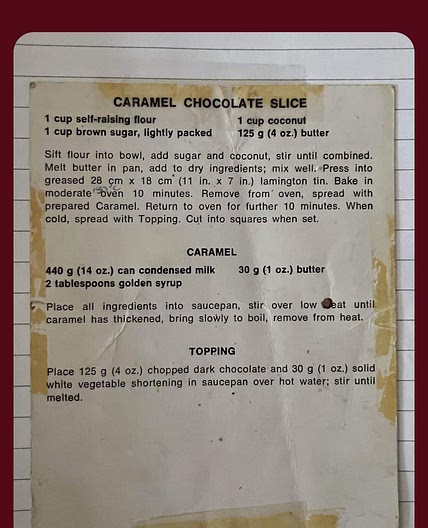 CARAMEL CHOCOLATE SLICE
1 cup self-raising flour 1 cup coconut
1 cup brown sugar, lightly packed 125 g (4 oz.) butter
Sift flour into bowl, add sugar and coconut, stir until combined.
Melt butter in pan, add to dry ingredients; mix well. Press into
greased 28 cm x 18 cm (11 in. x 7 in.) lamington tin. Bake in
moderate oven 10 minutes. Remove from oven, spread with
prepared Caramel. Return to oven for further 10 minutes. When
cold, spread with Topping. Cut into squares when set.
CARAMEL
440 g (14 oz.) can condensed milk 30 g (1 oz.) butter
2 tablespoons golden syrup
Place all ingredients into saucepan, stir over low heat until
caramel has thickened, bring slowly to boil, remove from heat.
TOPPING
Place 125 g (4 oz.) chopped dark chocolate and 30 g (1 oz.) solid
white vegetable shortening in saucepan over hot water; stir until
melted.